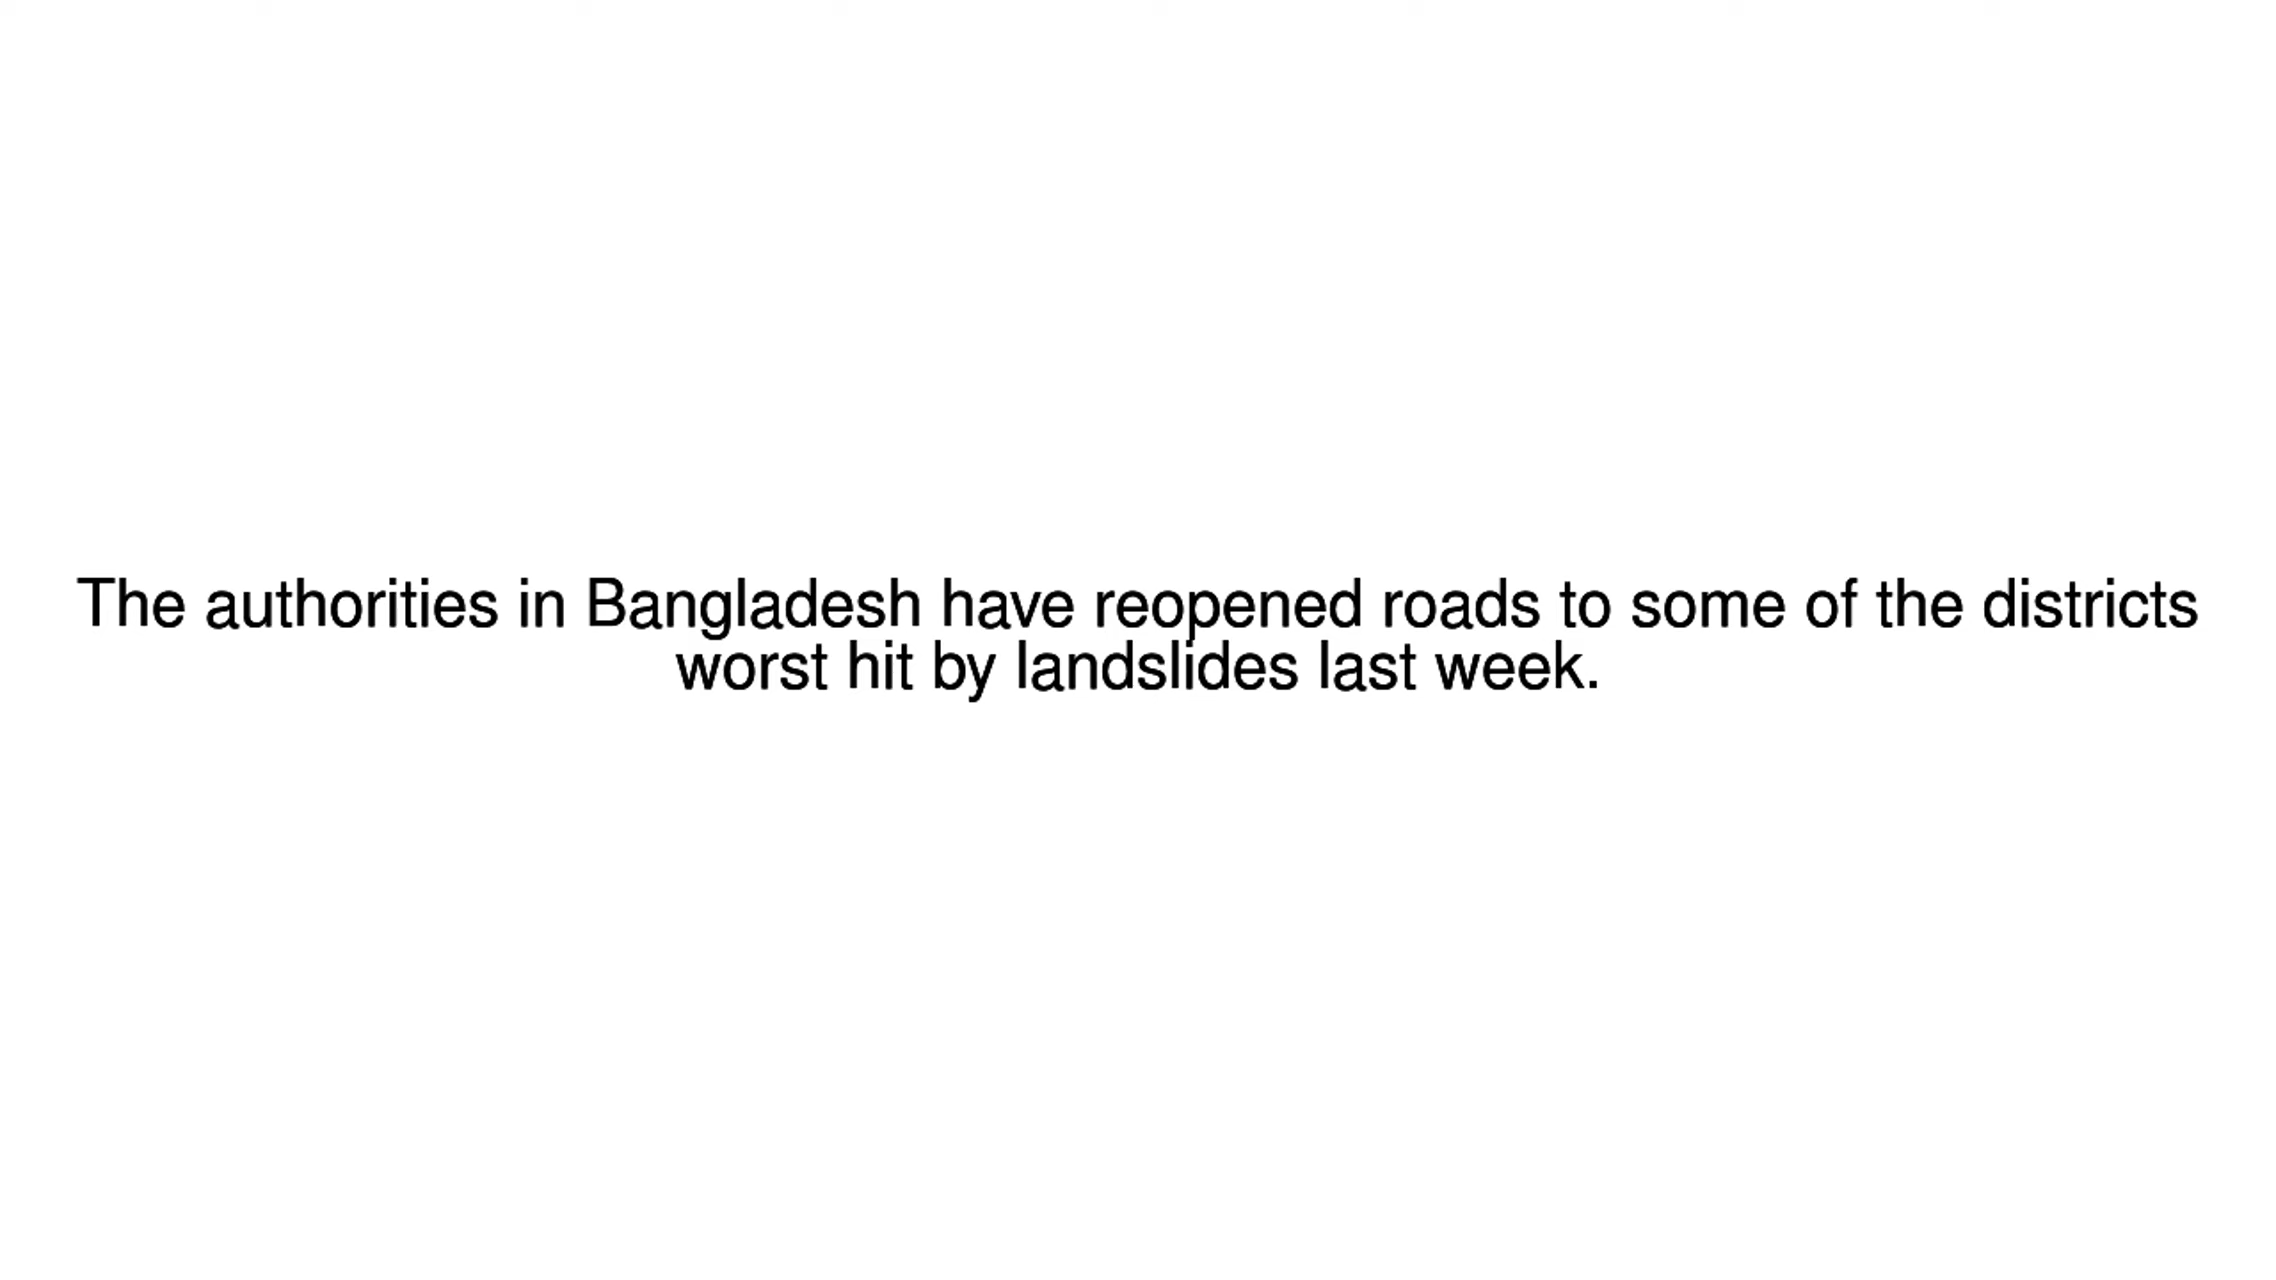 The authorities in Bangladesh have reopened roads to some of the districts
worst hit by landslides last week.